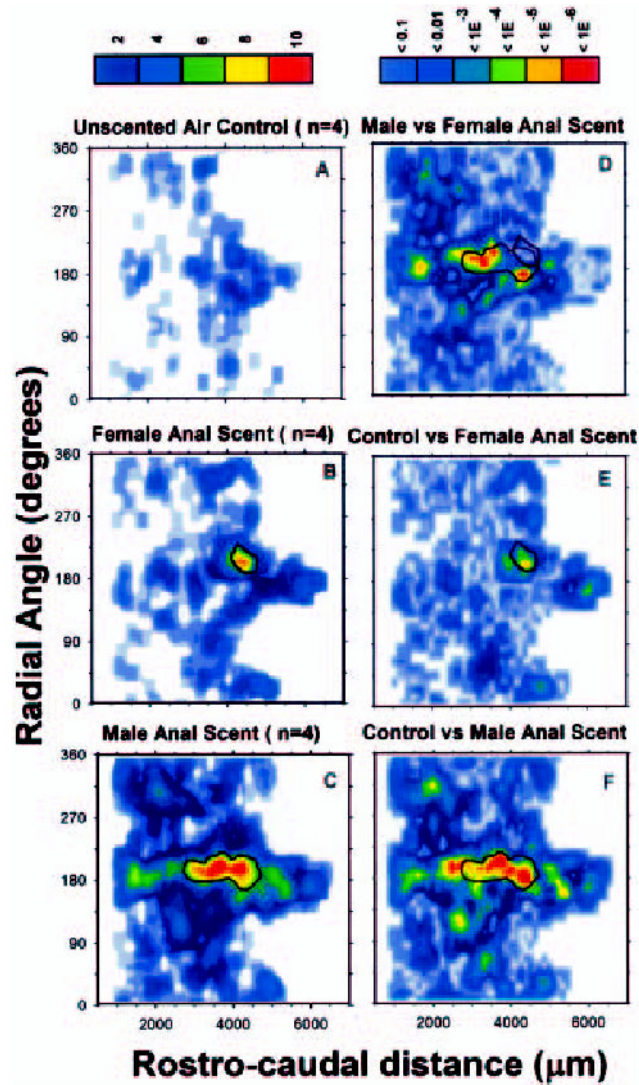 2 4 6 8 10
< 0.1 < 0.01 < 1E⁻³ < 1E⁻⁴ < 1E⁻⁵ < 1E⁻⁶
Unscented Air Control ( n=4) Male vs Female Anal Scent
360
270
180
90
0
A
D
Female Anal Scent ( n=4) Control vs Female Anal Scent
360
270
180
90
0
B
E
Male Anal Scent ( n=4) Control vs Male Anal Scent
360
270
180
90
0
C
F
2000 4000 6000 2000 4000 6000
Radial Angle (degrees)
Rostro-caudal distance (μm)